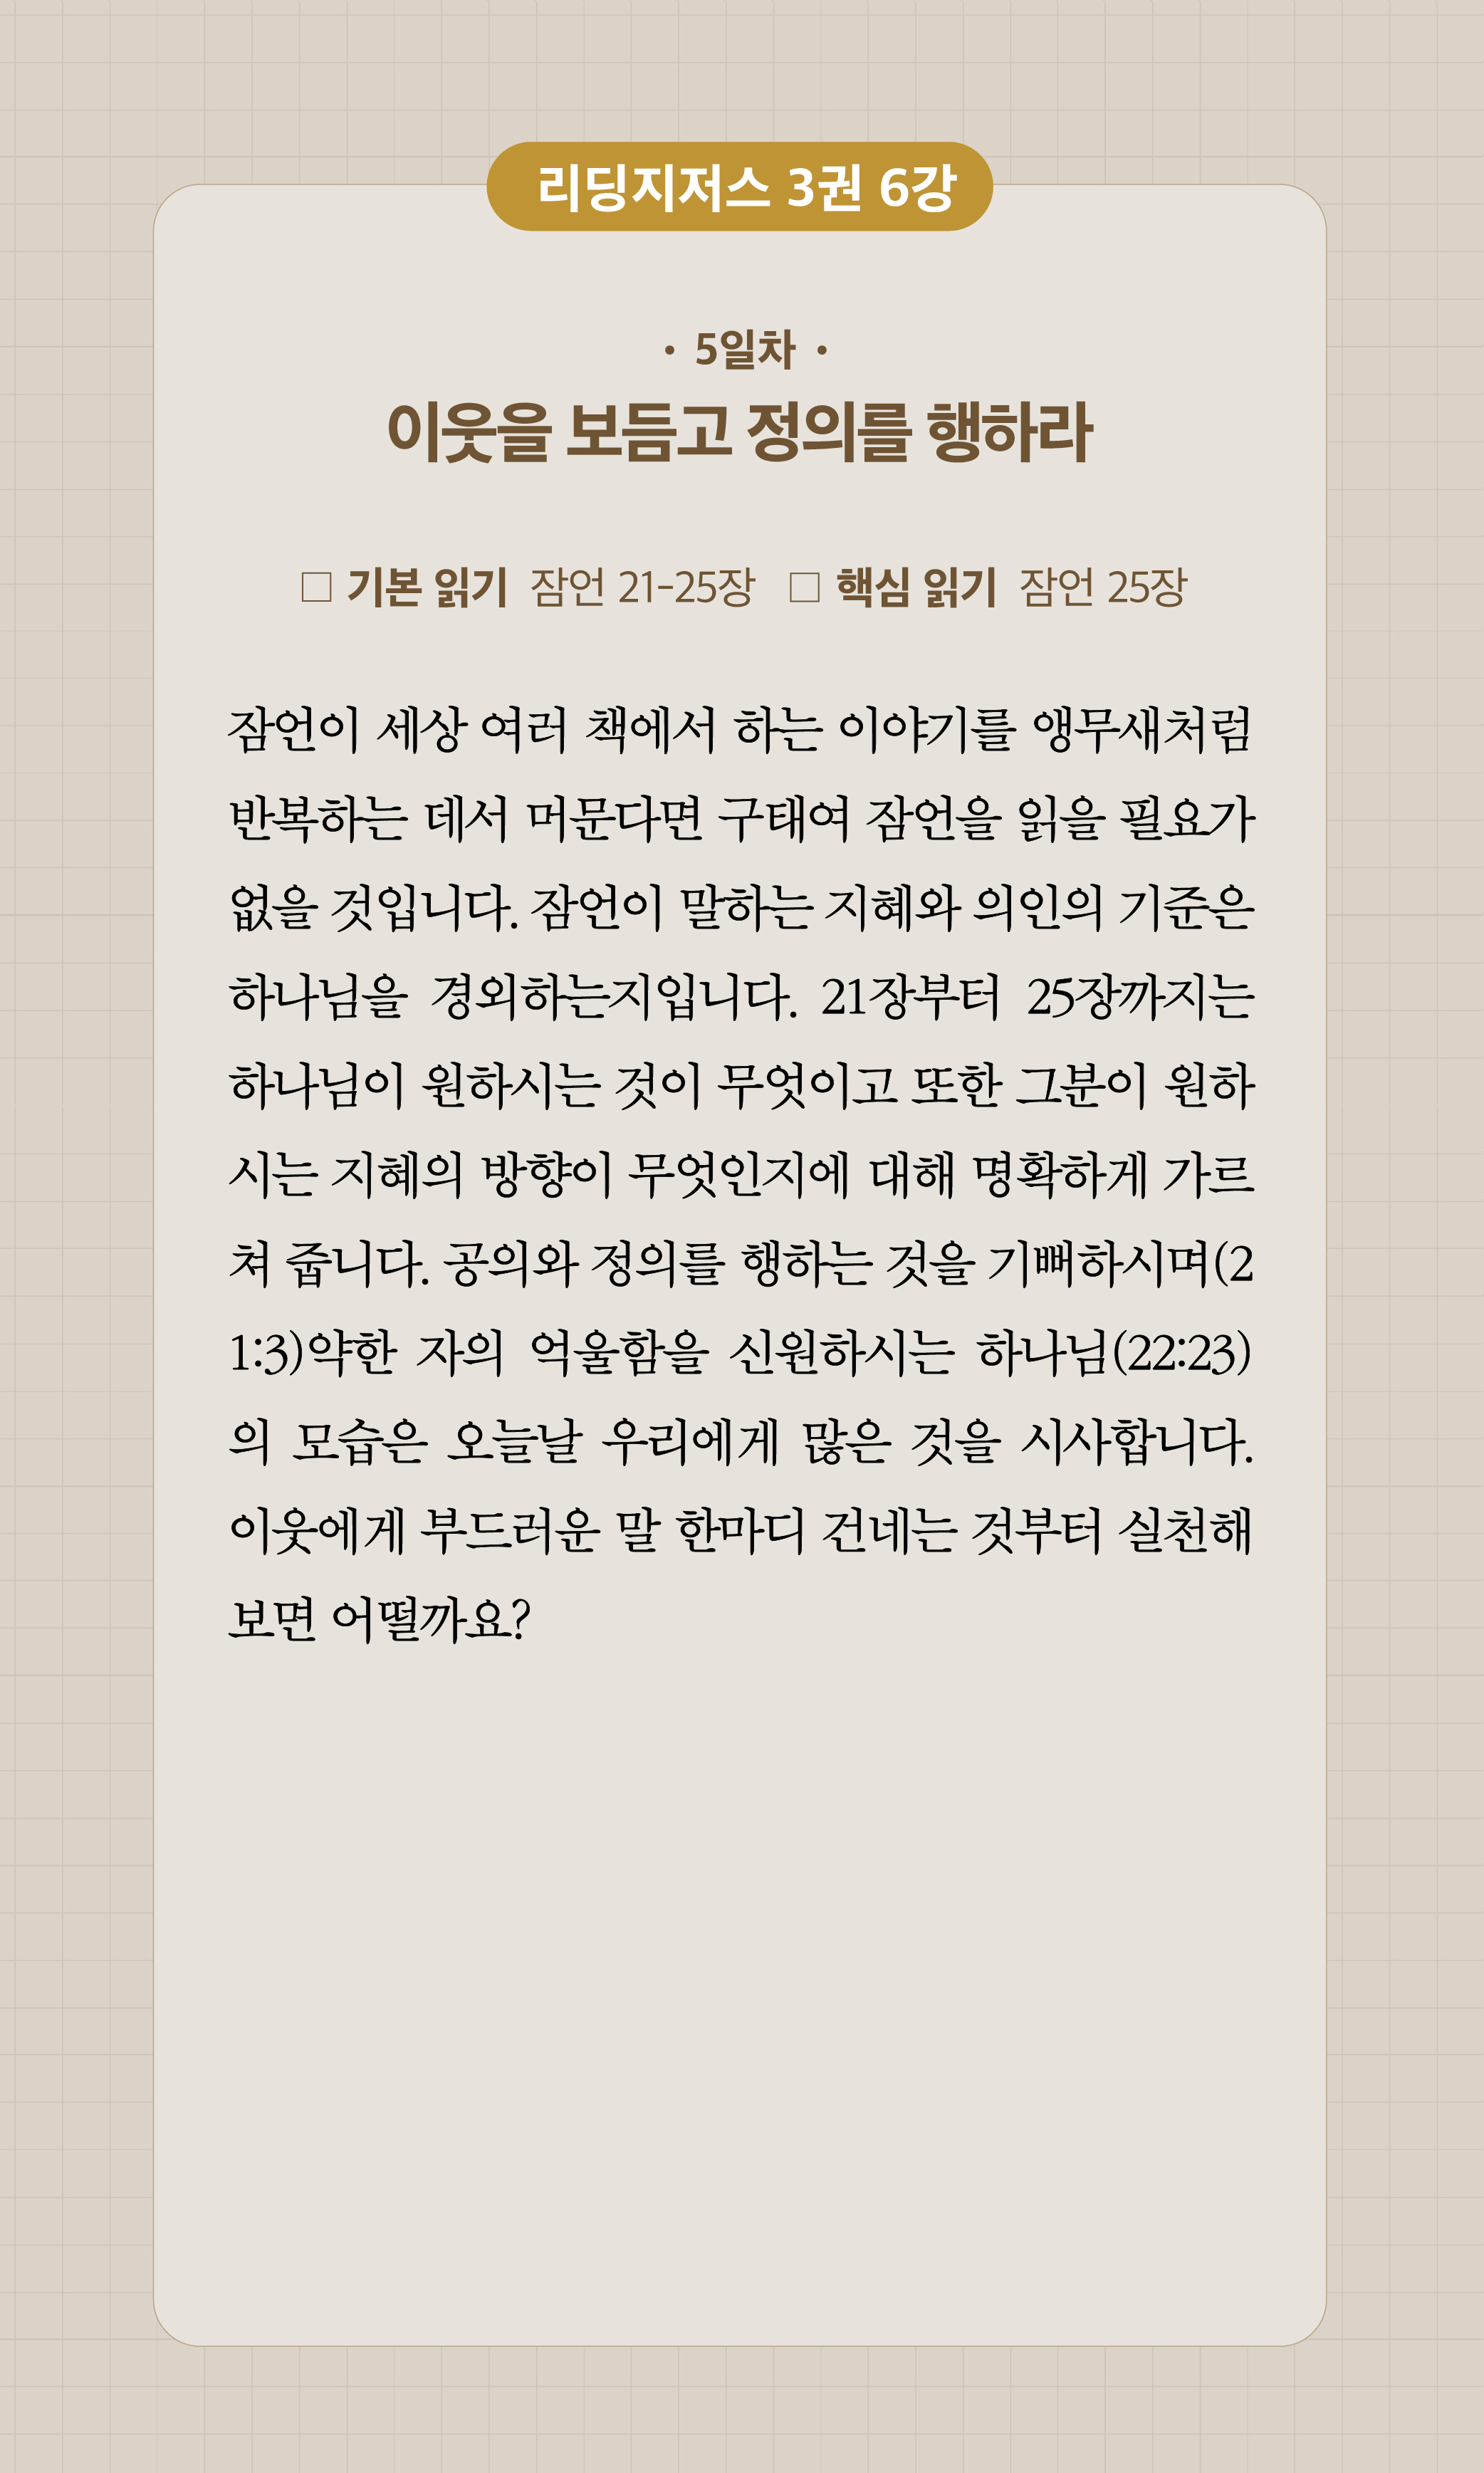 리딩지저스 3권 6강
· 5일차 ·
이웃을 보듬고 정의를 행하라
□ 기본 읽기 잠언 21-25장 □ 핵심 읽기 잠언 25장
잠언이 세상 여러 책에서 하는 이야기를 앵무새처럼
반복하는 데서 머문다면 구태여 잠언을 읽을 필요가
없을 것입니다. 잠언이 말하는 지혜와 의인의 기준은
하나님을 경외하는지입니다. 21장부터 25장까지는
하나님이 원하시는 것이 무엇이고 또한 그분이 원하
시는 지혜의 방향이 무엇인지에 대해 명확하게 가르
쳐 줍니다. 공의와 정의를 행하는 것을 기뻐하시며(2
1:3)약한 자의 억울함을 신원하시는 하나님(22:23)
의 모습은 오늘날 우리에게 많은 것을 시사합니다.
이웃에게 부드러운 말 한마디 건네는 것부터 실천해
보면 어떨까요?